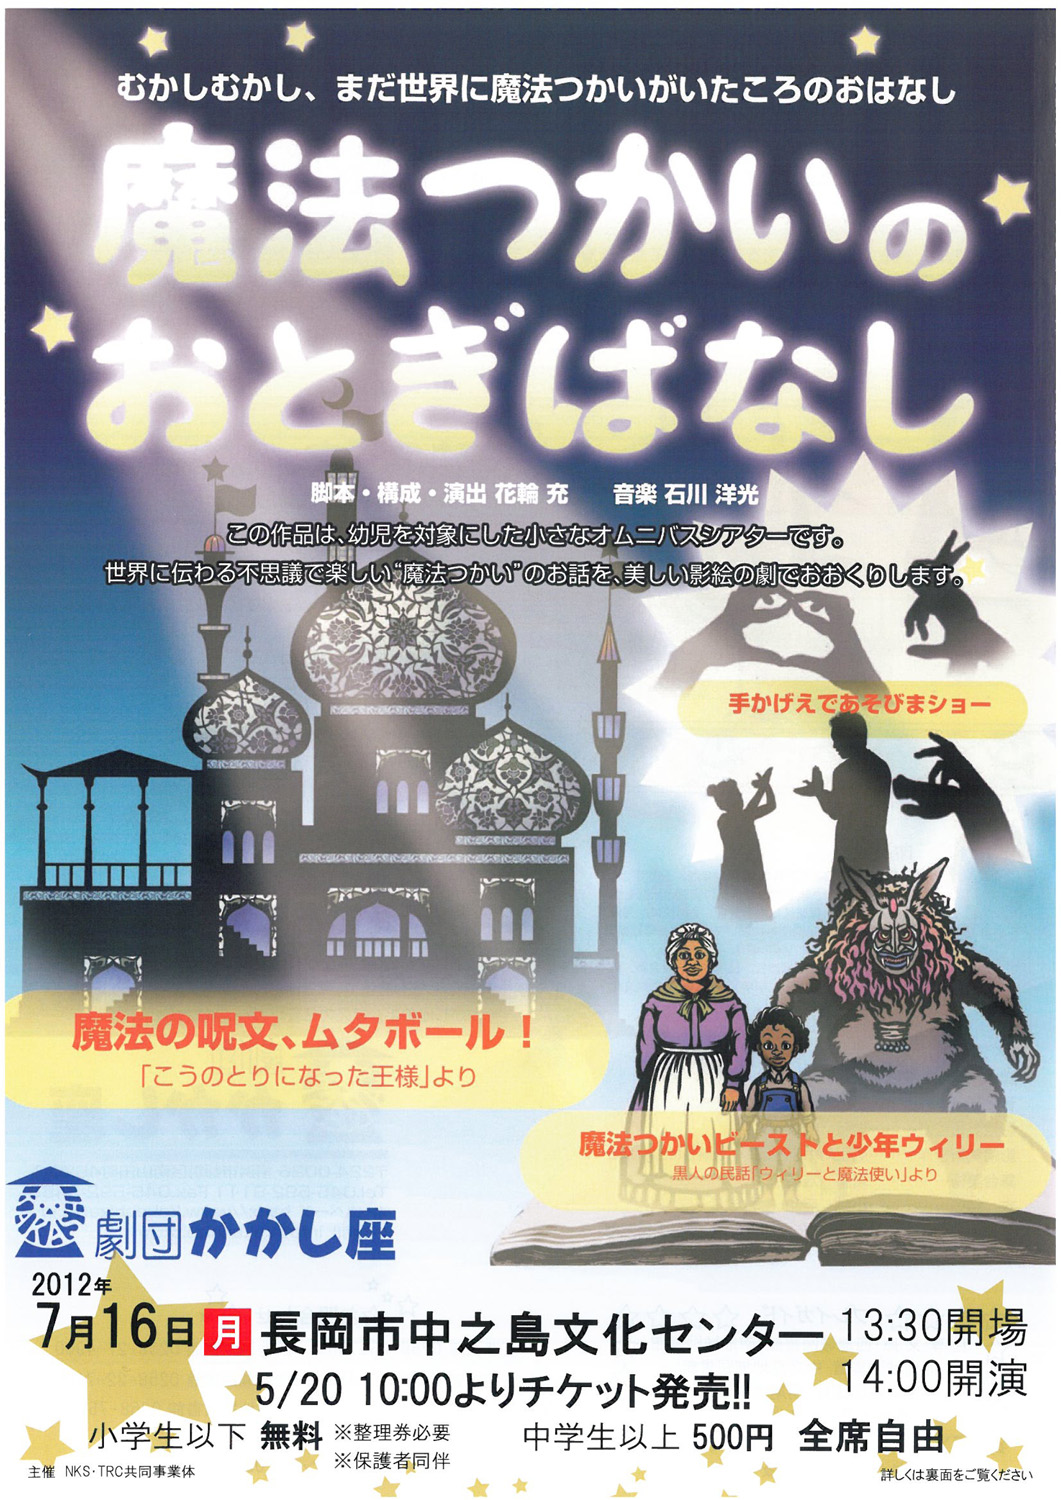 むかしむかし、まだ世界に魔法つかいがいたころのおはなし
魔法つかいの
おとぎばなし
脚本・構成・演出 花輪 充　音楽 石川 洋光
この作品は、幼児を対象にした小さなオムニバスシアターです。
世界に伝わる不思議で楽しい“魔法つかい”のお話を、美しい影絵の劇でおおくりします。
手かげえであそびまショー
魔法の呪文、ムタボール！
「こうのとりになった王様」より
魔法つかいビーストと少年ウィリー
黒人の民話「ウィリーと魔法使い」より
劇団かかし座
2012年
7月16日 月 長岡市中之島文化センター 13:30開場
14:00開演
5/20 10:00よりチケット発売!!
小学生以下 無料 ※整理券必要
※保護者同伴
中学生以上 500円 全席自由
主催 NKS・TRC共同事業体
詳しくは裏面をご覧ください